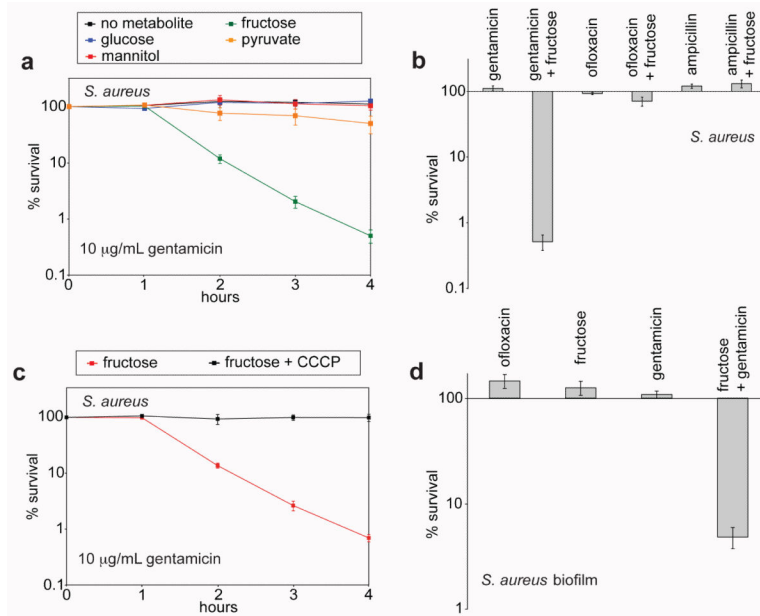 no metabolite
fructose
glucose
pyruvate
mannitol
a
S. aureus
% survival
100
10
1
0.1
10 μg/mL gentamicin
0
1
2
3
4
hours
b
gentamicin
gentamicin
+ fructose
ofloxacin
ofloxacin
+ fructose
ampicillin
ampicillin
+ fructose
% survival
100
10
1
0.1
S. aureus
fructose
fructose + CCCP
c
S. aureus
% survival
100
10
1
0.1
10 μg/mL gentamicin
0
1
2
3
4
hours
d
ofloxacin
fructose
gentamicin
fructose
+ gentamicin
% survival
100
10
1
S. aureus biofilm